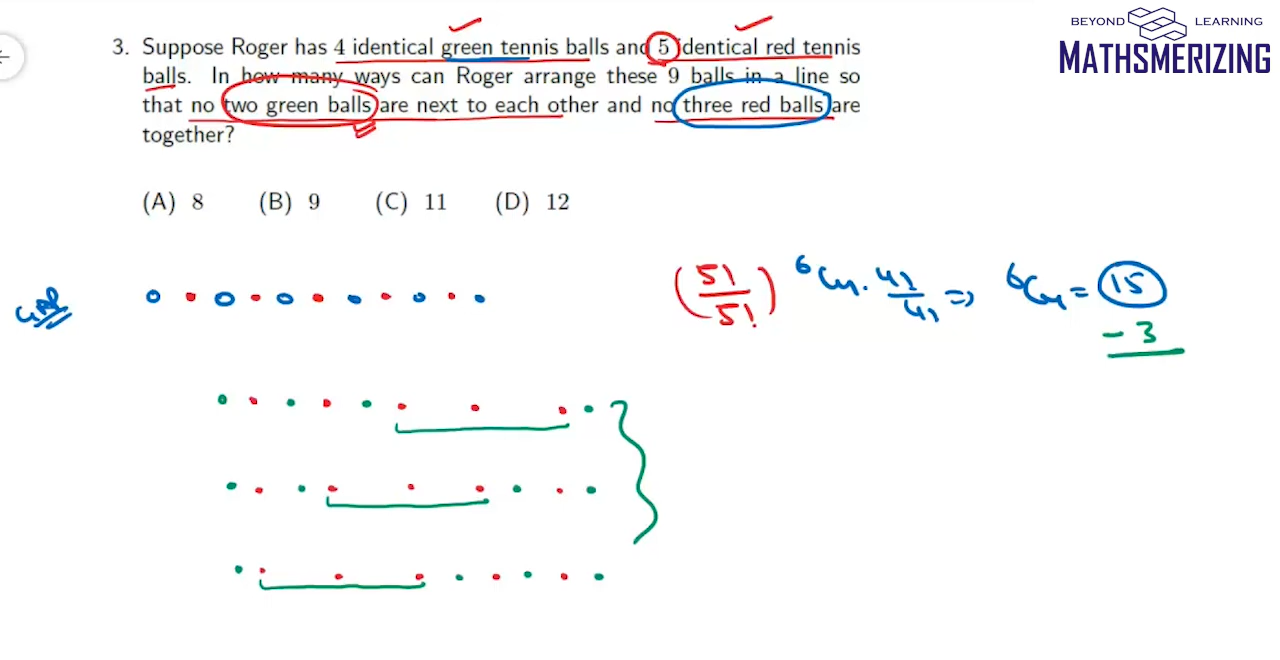 BEYOND LEARNING
MATHSMERIZING
3. Suppose Roger has 4 identical green tennis balls and 5 identical red tennis
balls. In how many ways can Roger arrange these 9 balls in a line so
that no two green balls are next to each other and no three red balls are
together?
(A) 8 (B) 9 (C) 11 (D) 12
(5!/5!) ⁶C₄ · 4!/4! => ⁶C₄ = 15
- 3